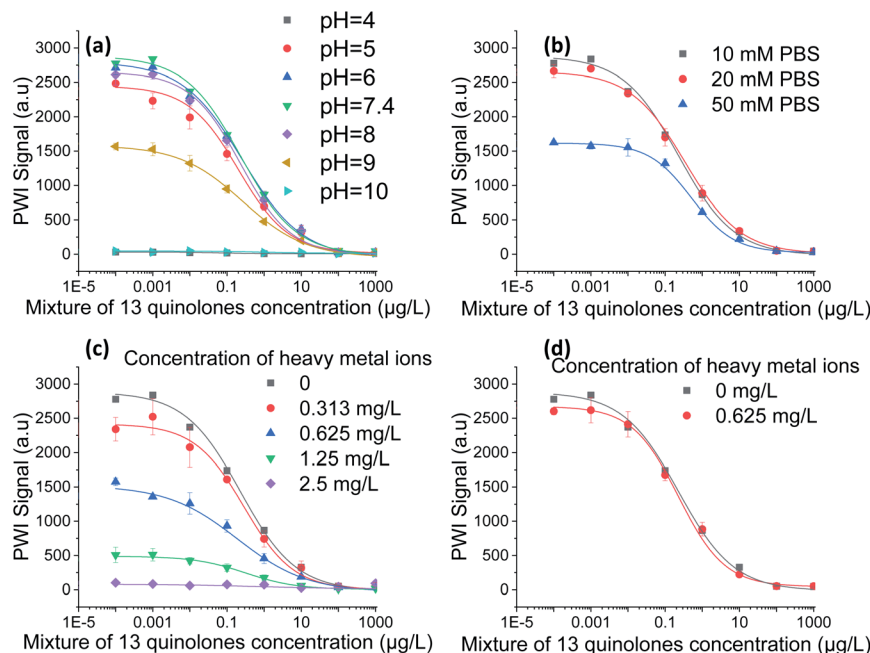 (a)
pH=4
pH=5
pH=6
pH=7.4
pH=8
pH=9
pH=10
PWI Signal (a.u)
3000
2500
2000
1500
1000
500
0
1E-5
0.001
0.1
10
1000
Mixture of 13 quinolones concentration (μg/L)
(b)
10 mM PBS
20 mM PBS
50 mM PBS
PWI Signal (a.u)
3000
2500
2000
1500
1000
500
0
1E-5
0.001
0.1
10
1000
Mixture of 13 quinolones concentration (μg/L)
(c)
Concentration of heavy metal ions
0
0.313 mg/L
0.625 mg/L
1.25 mg/L
2.5 mg/L
PWI Signal (a.u)
3000
2500
2000
1500
1000
500
0
1E-5
0.001
0.1
10
1000
Mixture of 13 quinolones concentration (μg/L)
(d)
Concentration of heavy metal ions
0 mg/L
0.625 mg/L
PWI Signal (a.u)
3000
2500
2000
1500
1000
500
0
1E-5
0.001
0.1
10
1000
Mixture of 13 quinolones concentration (μg/L)